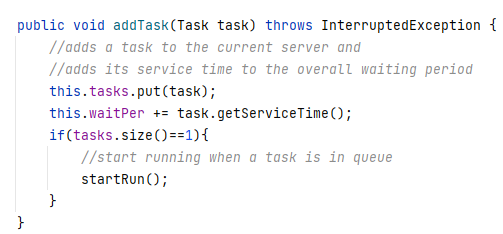 public void addTask(Task task) throws InterruptedException {
    //adds a task to the current server and
    //adds its service time to the overall waiting period
    this.tasks.put(task);
    this.waitPer += task.getServiceTime();
    if(tasks.size()==1){
        //start running when a task is in queue
        startRun();
    }
}